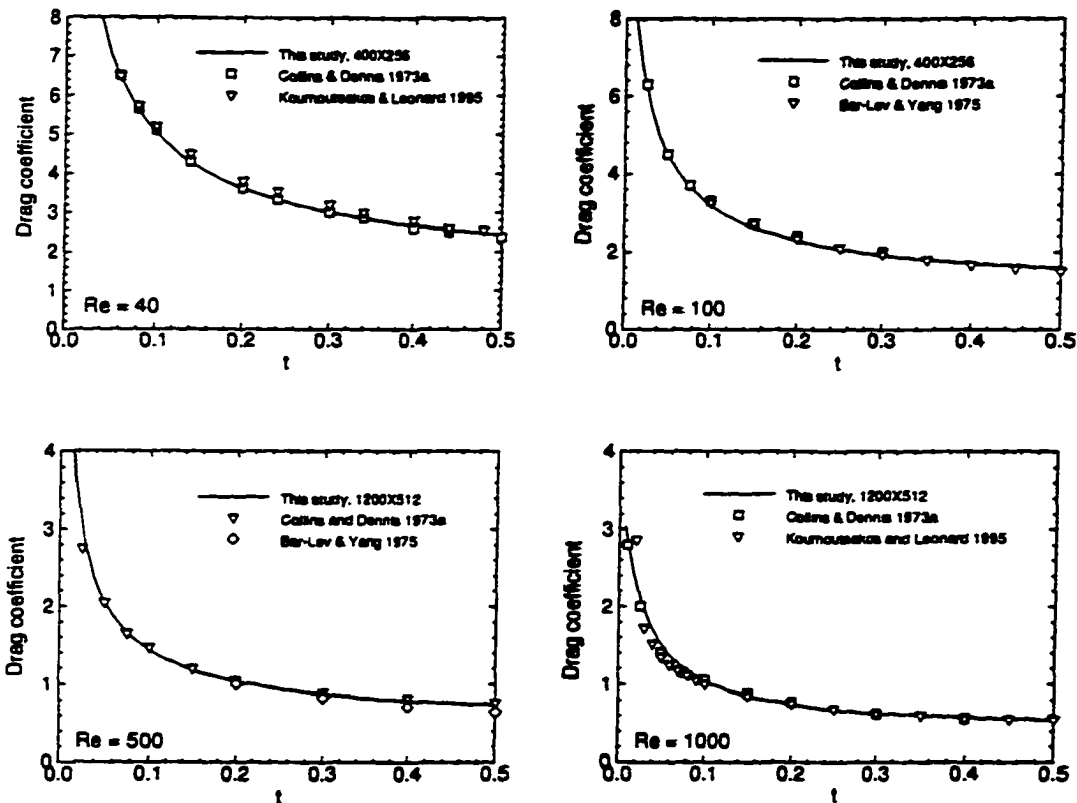 8
7
6
5
4
3
2
1
0
Drag coefficient
This study, 400X256
Collins & Dennis 1973a
Koumoutsakos & Leonard 1995
Re = 40
0.0 0.1 0.2 0.3 0.4 0.5
t
8
6
4
2
0
Drag coefficient
This study, 400X256
Collins & Dennis 1973a
Bar-Lev & Yang 1975
Re = 100
0.0 0.1 0.2 0.3 0.4 0.5
t
4
3
2
1
0
Drag coefficient
This study, 1200X512
Collins and Dennis 1973a
Bar-Lev & Yang 1975
Re = 500
0.0 0.1 0.2 0.3 0.4 0.5
t
4
3
2
1
0
Drag coefficient
This study, 1200X512
Collins & Dennis 1973a
Koumoutsakos and Leonard 1995
Re = 1000
0.0 0.1 0.2 0.3 0.4 0.5
t